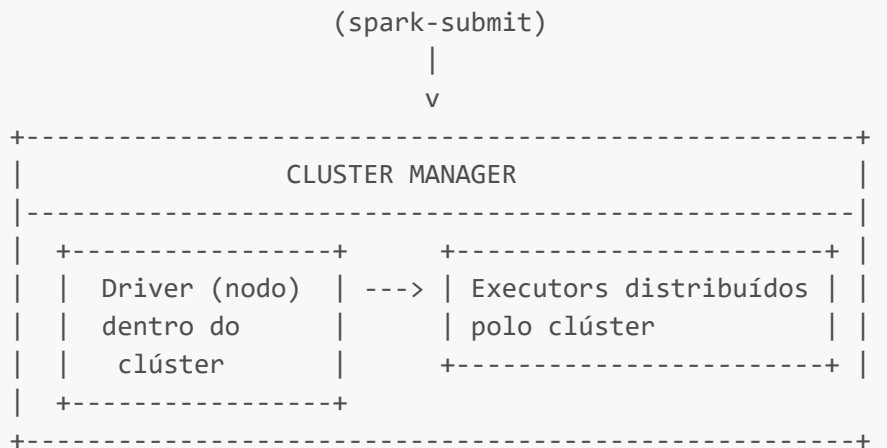 (spark-submit)
|
v
+------------------------------------------------------+
|                 CLUSTER MANAGER                      |
|------------------------------------------------------|
|  +-----------------+      +------------------------+ |
|  |  Driver (nodo)  | ---> | Executors distribuídos | |
|  |  dentro do      |      | polo clúster           | |
|  |   clúster       |      +------------------------+ |
|  +-----------------+
+------------------------------------------------------+